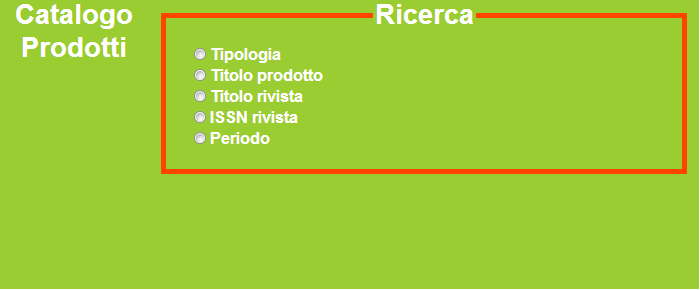 Catalogo
Prodotti
Ricerca
Tipologia
Titolo prodotto
Titolo rivista
ISSN rivista
Periodo